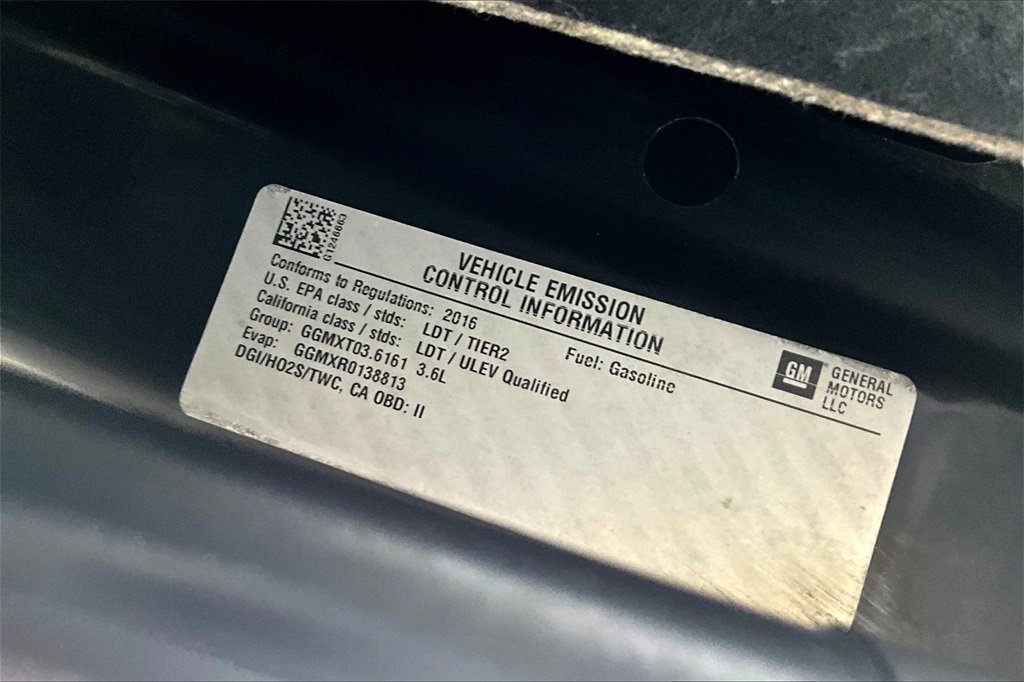 G1246663
VEHICLE EMISSION
CONTROL INFORMATION
GM
GENERAL
MOTORS
LLC
Conforms to Regulations: 2016
Fuel: Gasoline
U.S. EPA class / stds: LDT / TIER2
California class / stds: LDT / ULEV Qualified
Group: GGMXT03.6161 3.6L
Evap: GGMXR0138813
DGI/HO2S/TWC, CA OBD: II